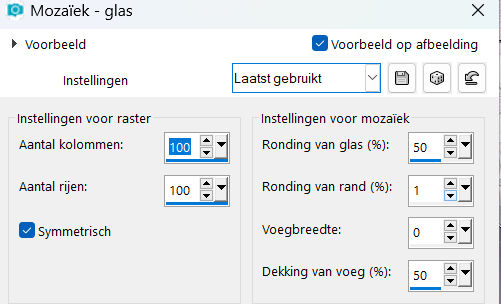 Mozaïek - glas
Voorbeeld
Voorbeeld op afbeelding
Instellingen
Laatst gebruikt
Instellingen voor raster
Aantal kolommen: 100
Aantal rijen: 100
Symmetrisch
Instellingen voor mozaïek
Ronding van glas (%): 50
Ronding van rand (%): 1
Voegbreedte: 0
Dekking van voeg (%): 50